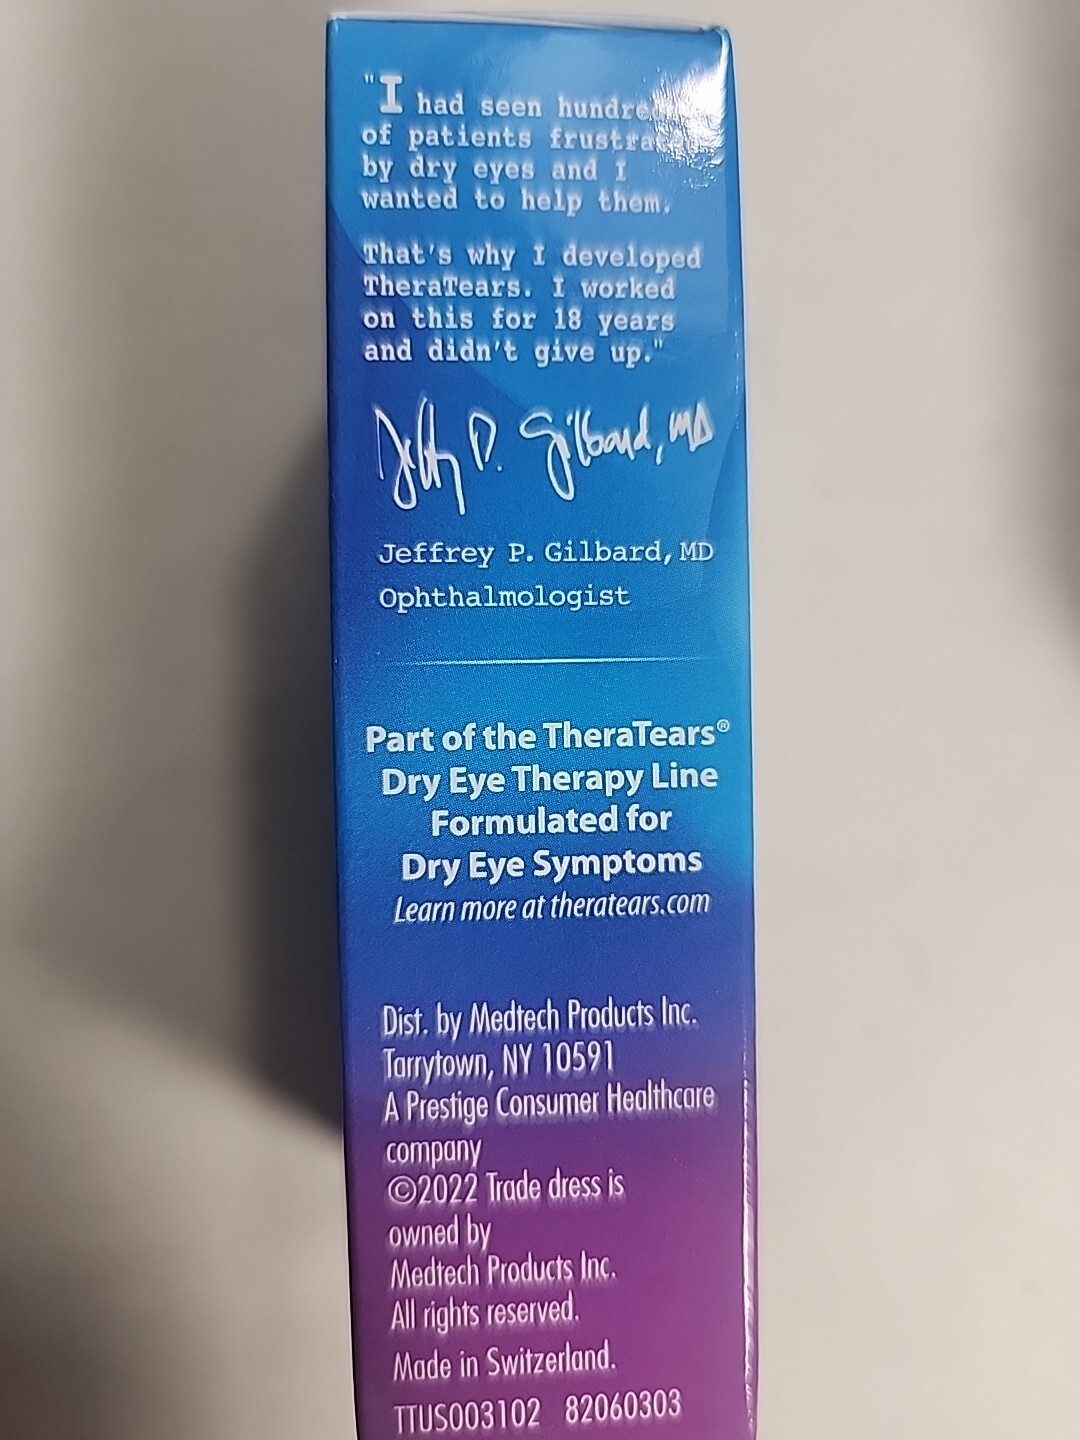 "I had seen
of patients
by dry eyes and I
wanted to help them.
That's why I developed
TheraTears. I worked
on this for 18 years
and didn't give up."
Jeffrey P. Gilbard, MD
Jeffrey P. Gilbard, MD
Ophthalmologist
Part of the TheraTears®
Dry Eye Therapy Line
Formulated for
Dry Eye Symptoms
Learn more at theratears.com
Dist. by Medtech Products Inc.
Tarrytown, NY 10591
A Prestige Consumer Healthcare
company
©2022 Trade dress is
owned by
Medtech Products Inc.
All rights reserved.
Made in Switzerland.
TTUS003102 82060303